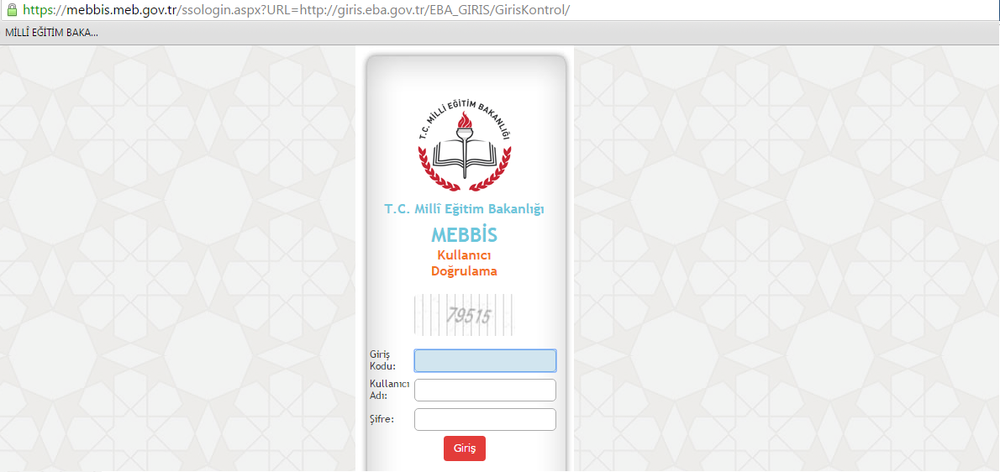 https://mebbis.meb.gov.tr/ssologin.aspx?URL=http://giris.eba.gov.tr/EBA_GIRIS/GirisKontrol/
MİLLÎ EĞİTİM BAKA...
T.C. MİLLİ EĞİTİM BAKANLIĞI
T.C. Millî Eğitim Bakanlığı
MEBBİS
Kullanıcı
Doğrulama
79515
Giriş
Kodu:
Kullanıcı
Adı:
Şifre:
Giriş